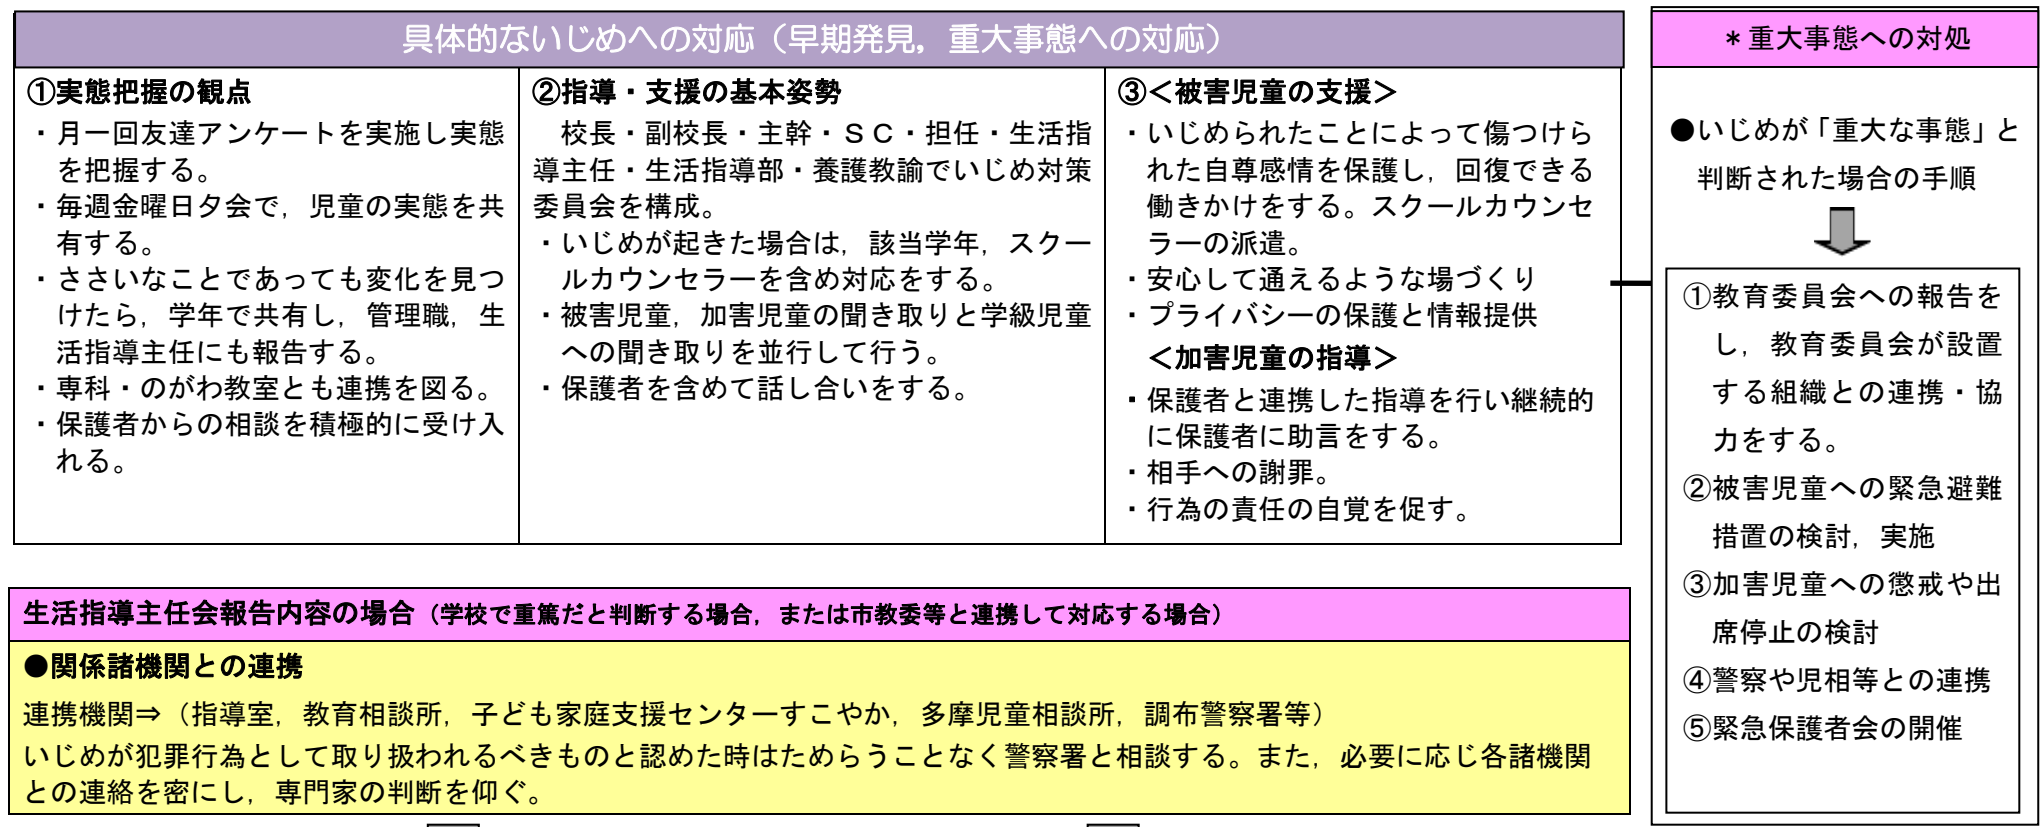 具体的ないじめへの対応（早期発見，重大事態への対応）
①実態把握の観点
・月一回友達アンケートを実施し実態
を把握する。
・毎週金曜日夕会で，児童の実態を共
有する。
・ささいなことであっても変化を見つ
けたら，学年で共有し，管理職，生
活指導主任にも報告する。
・専科・のがわ教室とも連携を図る。
・保護者からの相談を積極的に受け入
れる。
②指導・支援の基本姿勢
校長・副校長・主幹・ＳＣ・担任・生活指
導主任・生活指導部・養護教諭でいじめ対策
委員会を構成。
・いじめが起きた場合は，該当学年，スクー
ルカウンセラーを含め対応をする。
・被害児童，加害児童の聞き取りと学級児童
への聞き取りを並行して行う。
・保護者を含めて話し合いをする。
③＜被害児童の支援＞
・いじめられたことによって傷つけら
れた自尊感情を保護し，回復できる
働きかけをする。スクールカウンセ
ラーの派遣。
・安心して通えるような場づくり
・プライバシーの保護と情報提供
＜加害児童の指導＞
・保護者と連携した指導を行い継続的
に保護者に助言をする。
・相手への謝罪。
・行為の責任の自覚を促す。
＊重大事態への対処
●いじめが「重大な事態」と
判断された場合の手順
①教育委員会への報告を
し，教育委員会が設置
する組織との連携・協
力をする。
②被害児童への緊急避難
措置の検討，実施
③加害児童への懲戒や出
席停止の検討
④警察や児相等との連携
⑤緊急保護者会の開催
生活指導主任会報告内容の場合（学校で重篤だと判断する場合，または市教委等と連携して対応する場合）
●関係諸機関との連携
連携機関⇒（指導室，教育相談所，子ども家庭支援センターすこやか，多摩児童相談所，調布警察署等）
いじめが犯罪行為として取り扱われるべきものと認めた時はためらうことなく警察署と相談する。また，必要に応じ各諸機関
との連絡を密にし，専門家の判断を仰ぐ。